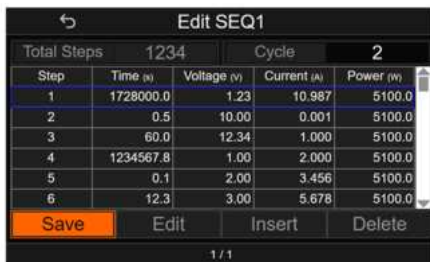 Edit SEQ1
Total Steps 1234 Cycle 2
Step Time (s) Voltage (V) Current (A) Power (W)
1 1728000.0 1.23 10.987 5100.0
2 0.5 10.00 0.001 5100.0
3 60.0 12.34 1.000 5100.0
4 1234567.8 1.00 2.000 5100.0
5 0.1 2.00 3.456 5100.0
6 12.3 3.00 5.678 5100.0
Save Edit Insert Delete
1 / 1